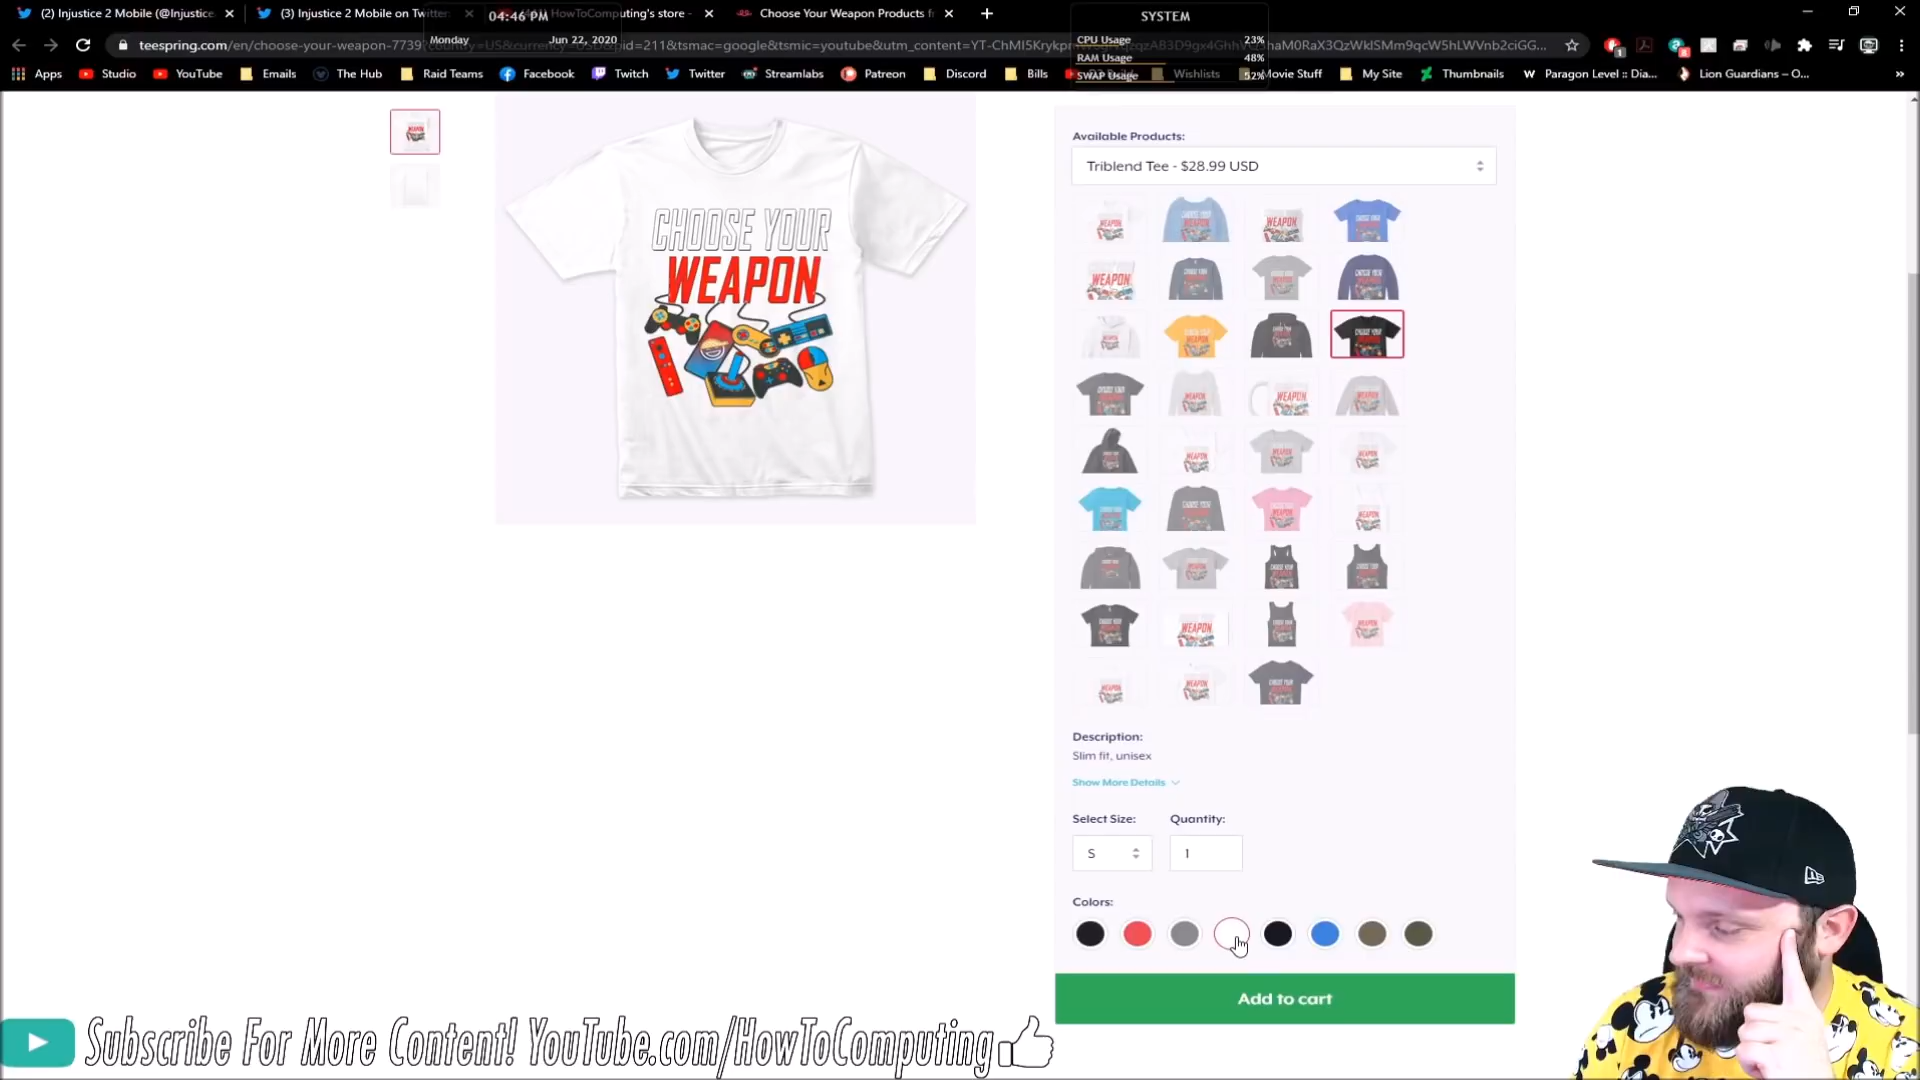 (2) Injustice 2 Mobile (@Injustice
(3) Injustice 2 Mobile on Twitter
HowToComputing's store -
Choose Your Weapon Products f
04:46 PM
Monday
Jun 22, 2020
SYSTEM
CPU Usage 23%
RAM Usage 48%
SWAP Usage 52%
teespring.com/en/choose-your-weapon-7739
Apps
Studio
YouTube
Emails
The Hub
Raid Teams
Facebook
Twitch
Twitter
Streamlabs
Patreon
Discord
Bills
Wishlists
Movie Stuff
My Site
Thumbnails
Paragon Level :: Dia...
Lion Guardians – O...
CHOOSE YOUR
WEAPON
Available Products:
Triblend Tee - $28.99 USD
Description:
Slim fit, unisex
Show More Details
Select Size:
Quantity:
S
1
Colors:
Add to cart
Subscribe For More Content! YouTube.com/HowToComputing